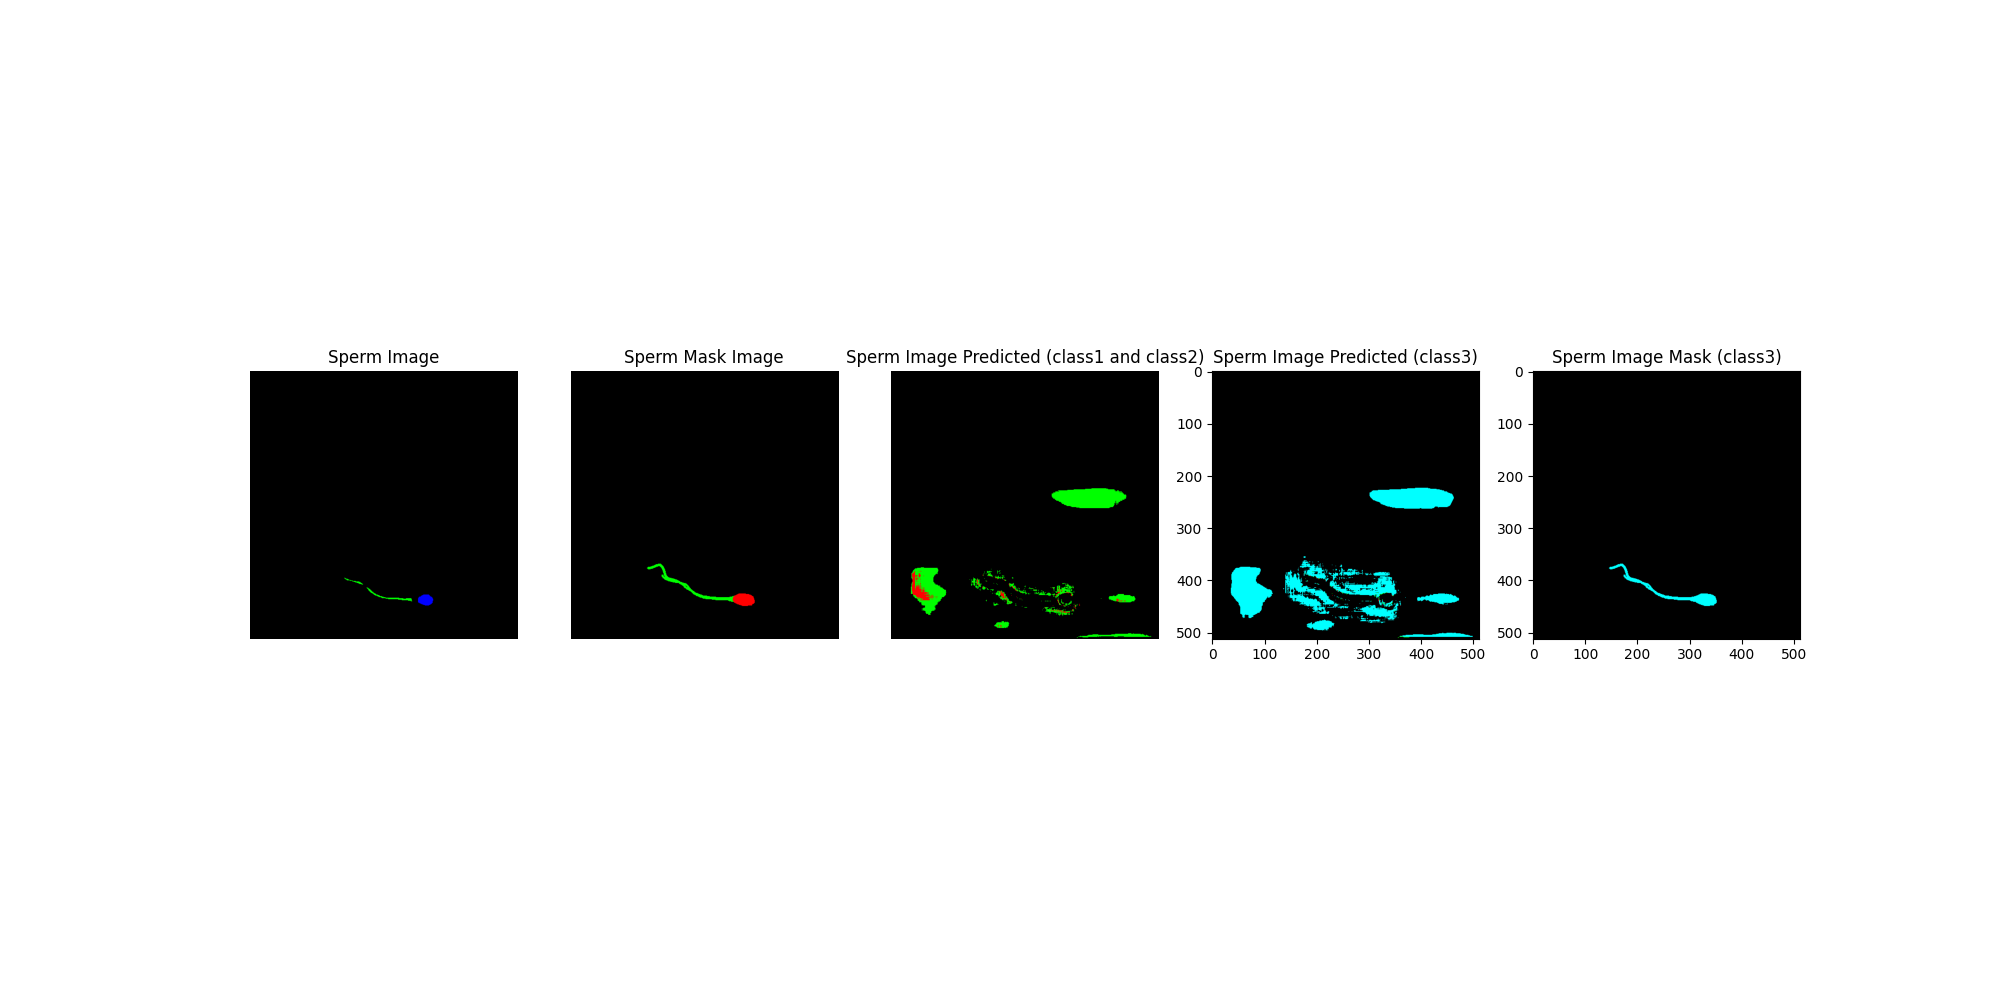 Sperm Image
Sperm Mask Image
Sperm Image Predicted (class1 and class2)
Sperm Image Predicted (class3)
Sperm Image Mask (class3)
0
100
200
300
400
500
0 100 200 300 400 500
0
100
200
300
400
500
0 100 200 300 400 500